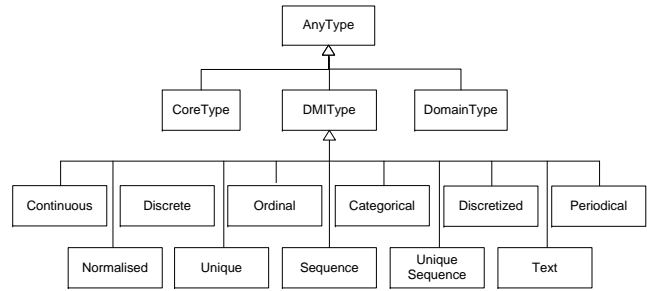 AnyType
CoreType
DMIType
DomainType
Continuous
Discrete
Ordinal
Categorical
Discretized
Periodical
Normalised
Unique
Sequence
Unique
Sequence
Text